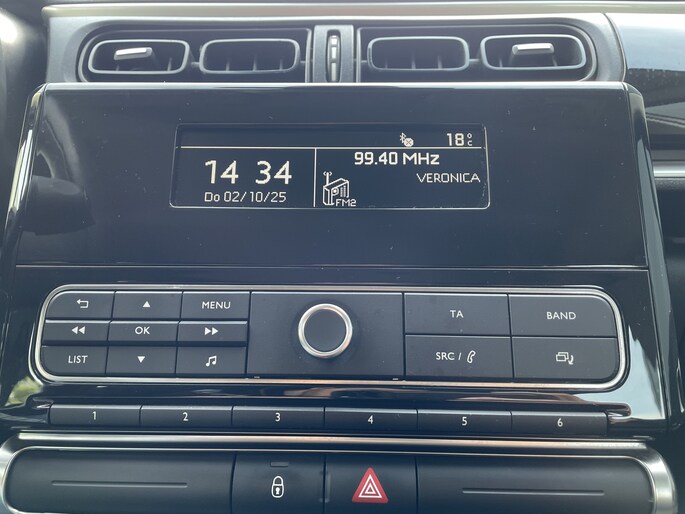 18°C
14 34
99.40 MHz
VERONICA
Do 02/10/25
FM2
MENU
TA
BAND
OK
LIST
SRC /
1 2 3 4 5 6